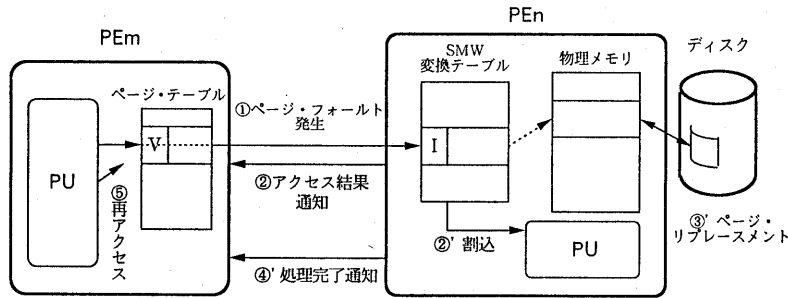 PEm
PEn
SMW
変換テーブル
物理メモリ
ディスク
ページ・テーブル
①ページ・フォールト
発生
V
I
PU
②アクセス結果
通知
⑤再アクセス
②' 割込
PU
③' ページ・
リプレースメント
④' 処理完了通知